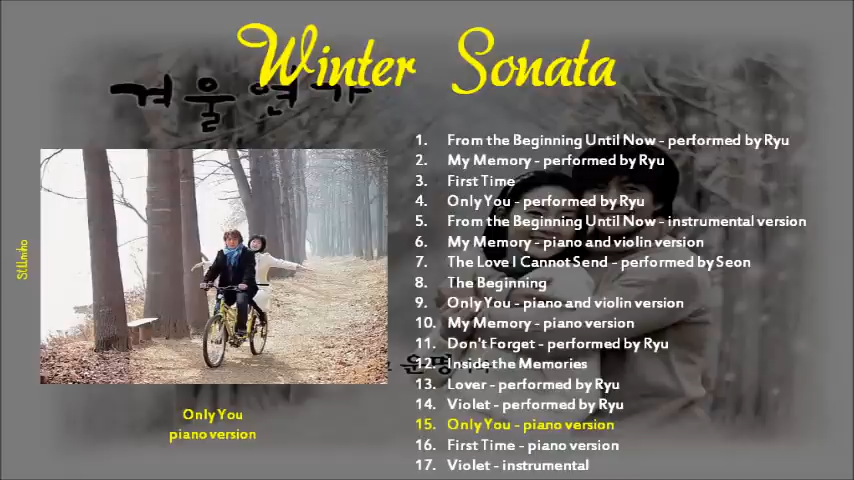 Winter Sonata
겨울연가
1. From the Beginning Until Now - performed by Ryu
2. My Memory - performed by Ryu
3. First Time
4. Only You - performed by Ryu
5. From the Beginning Until Now - instrumental version
6. My Memory - piano and violin version
7. The Love I Cannot Send - performed by Seon
8. The Beginning
9. Only You - piano and violin version
10. My Memory - piano version
11. Don't Forget - performed by Ryu
12. Inside the Memories
13. Lover - performed by Ryu
14. Violet - performed by Ryu
15. Only You - piano version
16. First Time - piano version
17. Violet - instrumental
Only You
piano version